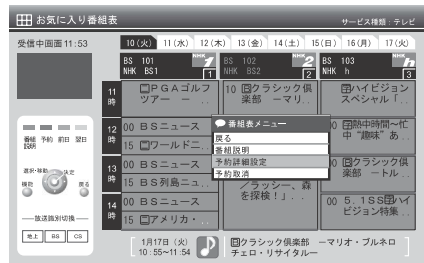 お気に入り番組表
サービス種類：テレビ
受信中画面 11:53
10(火) 11(水) 12(木) 13(金) 14(土) 15(日) 16(月) 17(火)
BS 101 NHK 1
NHK BS1
BS 102 NHK 2
NHK BS2
BS 103 NHK 3
NHK h
11時
PGAゴルフ
ツアー ー ..
10 クラシック倶
楽部 ーマリ..
ハイビジョン
スペシャル「..
12時
00 BSニュース
15 ワールドニ..
熱中時間〜忙
中 “趣味” あ..
13時
00 BSニュース
15 BS列島ニュ..
／ラッシー、森
を探検！」..
クラシック倶
楽部 ートル..
14時
00 BSニュース
15 アメリカ・..
00 5．1SSハイ
ビジョン特集..
番組表メニュー
戻る
番組説明
予約詳細設定
予約取消
番組説明 予約 前日 翌日
選択・移動 決定
機能 戻る
放送識別切換
地上 BS CS
1月17日（火）
10：55〜11：54
クラシック倶楽部 ーマリオ・ブルネロ
チェロ・リサイタルー